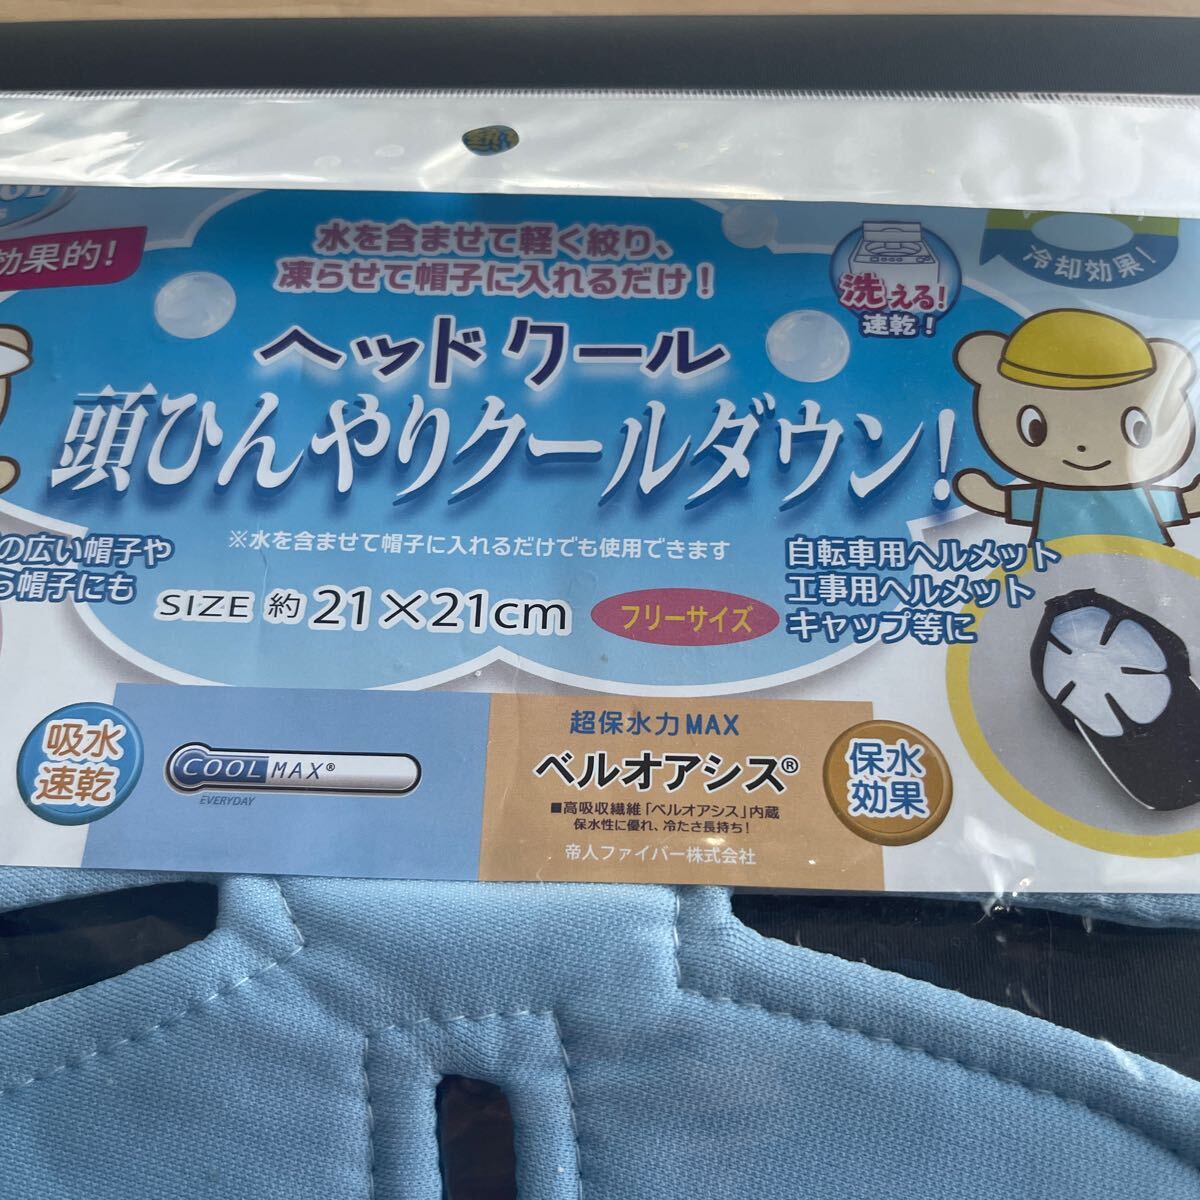 効果的!
水を含ませて軽く絞り、
凍らせて帽子に入れるだけ！
洗える!
速乾！
冷却効果！
ヘッドクール
頭ひんやりクールダウン!
※水を含ませて帽子に入れるだけでも使用できます
の広い帽子や
ら帽子にも
SIZE 約21×21cm
フリーサイズ
自転車用ヘルメット
工事用ヘルメット
キャップ等に
吸水
速乾
COOLMAX®
EVERYDAY
超保水力MAX
ベルオアシス®
■高吸収繊維「ベルオアシス」内蔵
保水性に優れ、冷たさ長持ち！
帝人ファイバー株式会社
保水
効果